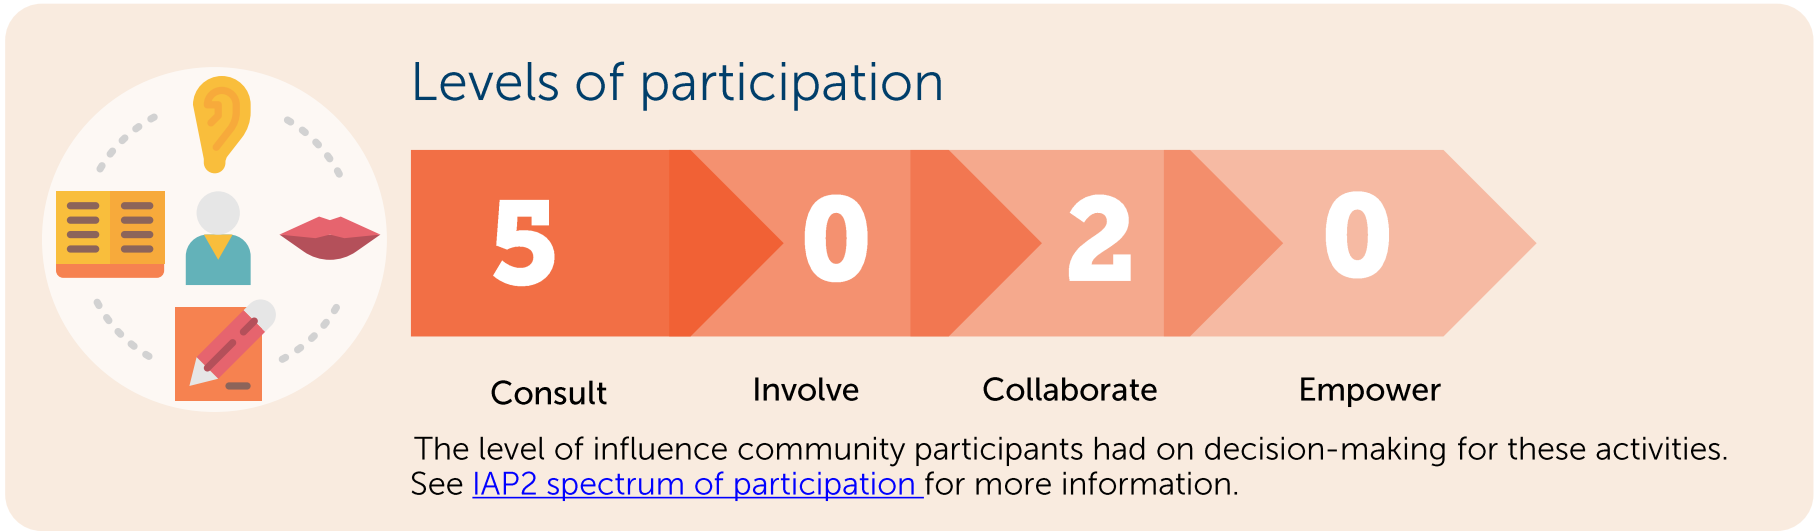 Levels of participation
5 0 2 0
Consult Involve Collaborate Empower
The level of influence community participants had on decision-making for these activities.
See IAP2 spectrum of participation for more information.